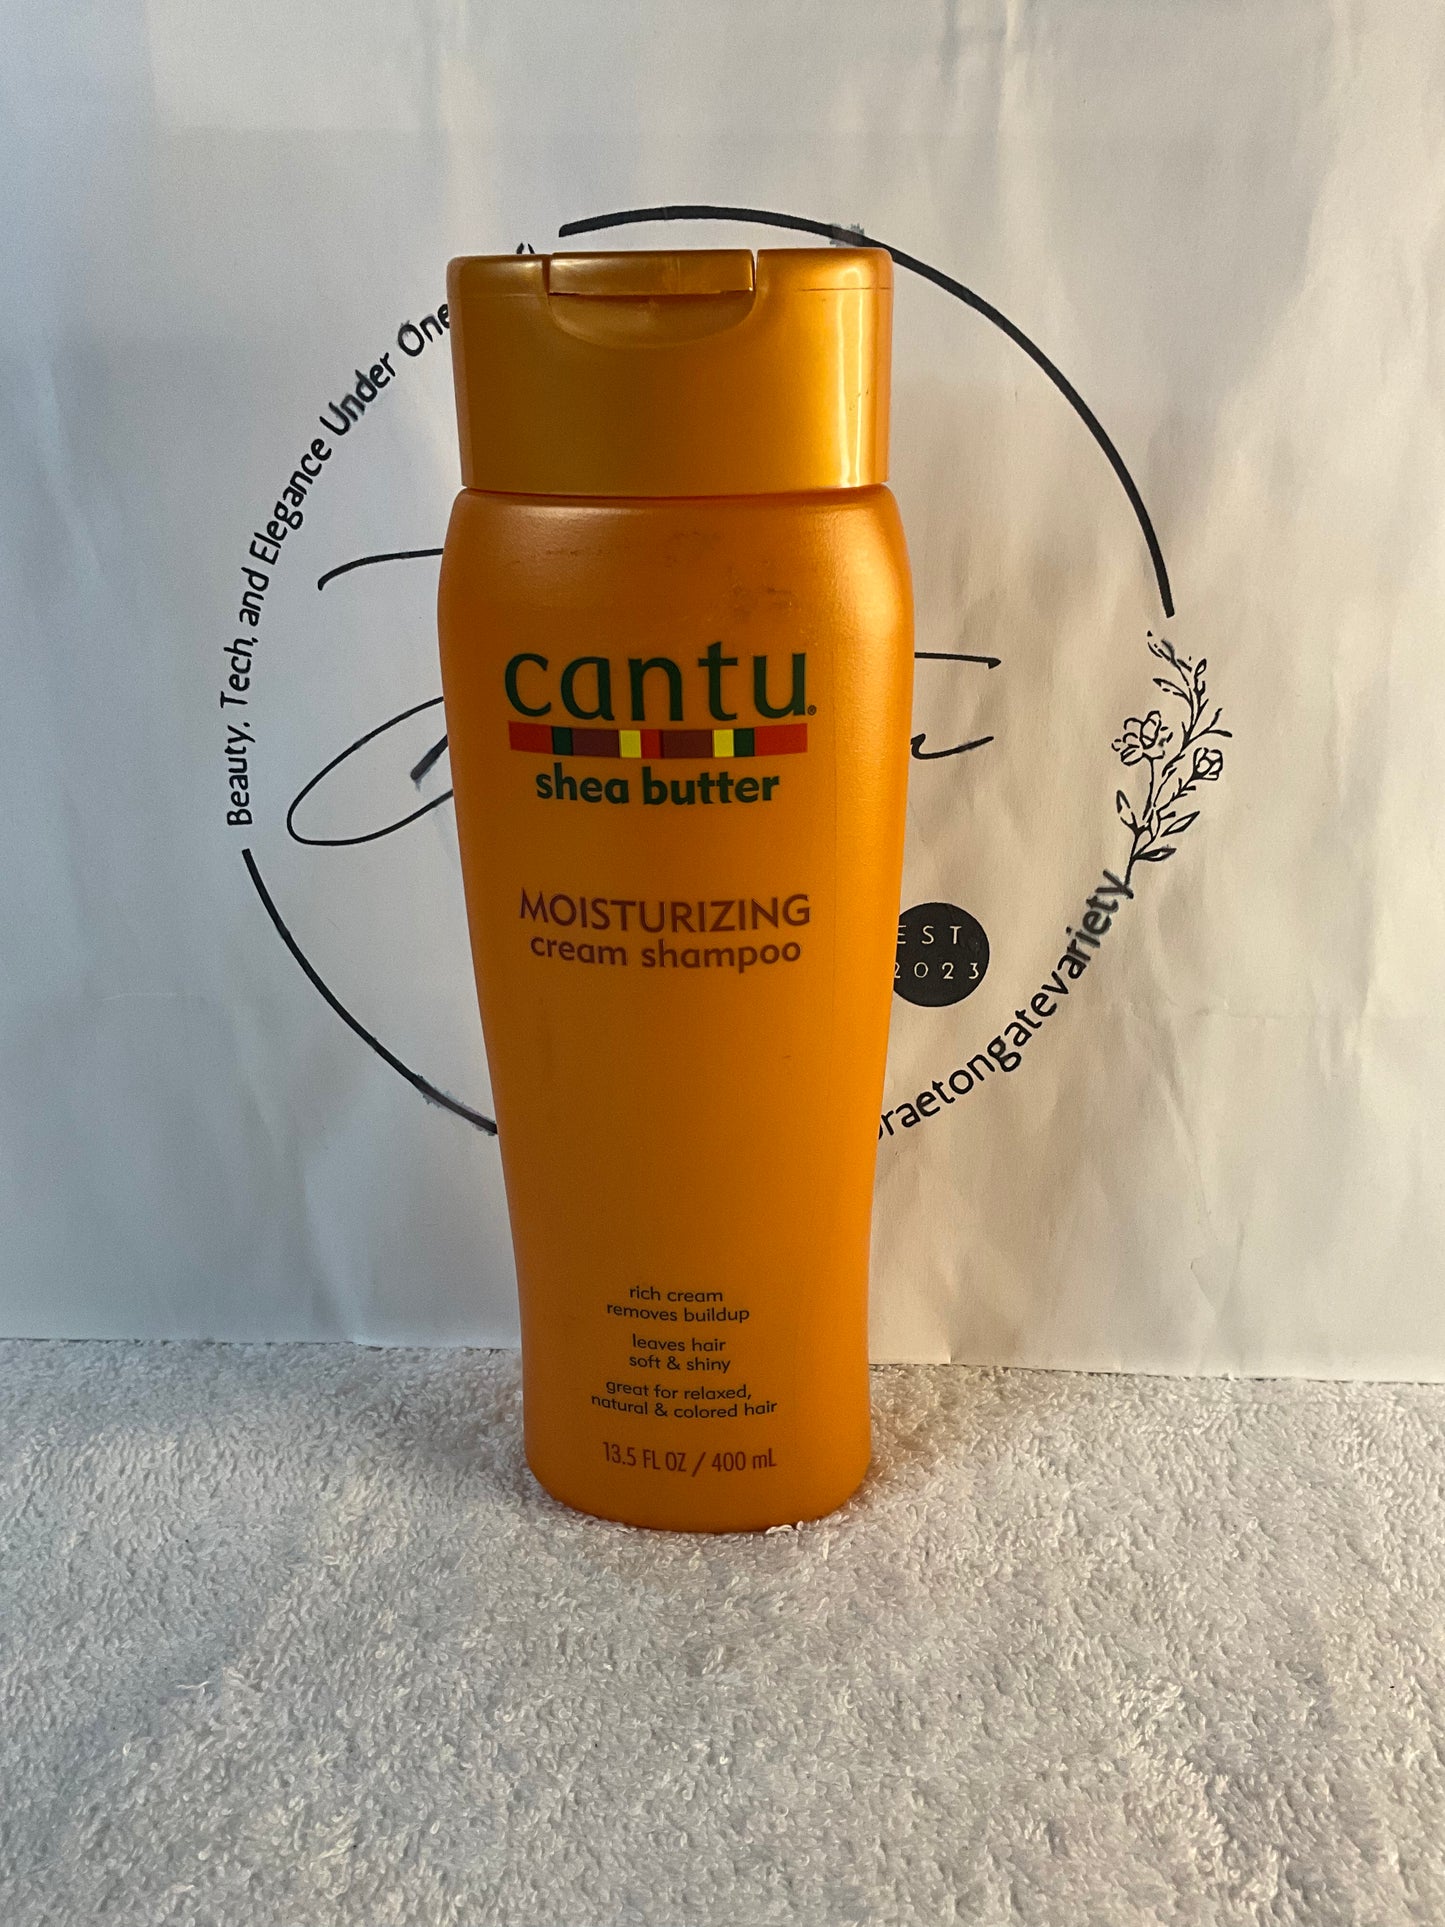 Beauty, Tech, and Elegance Under One
cantu®
shea butter
MOISTURIZING
cream shampoo
EST.
2023
raetongatevariety
rich cream
removes buildup
leaves hair
soft & shiny
great for relaxed,
natural & colored hair
13.5 FL OZ / 400 mL